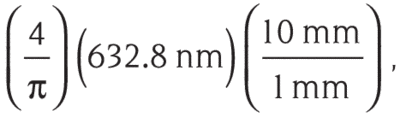 (4/π)(632.8 nm)(10 mm/1 mm),